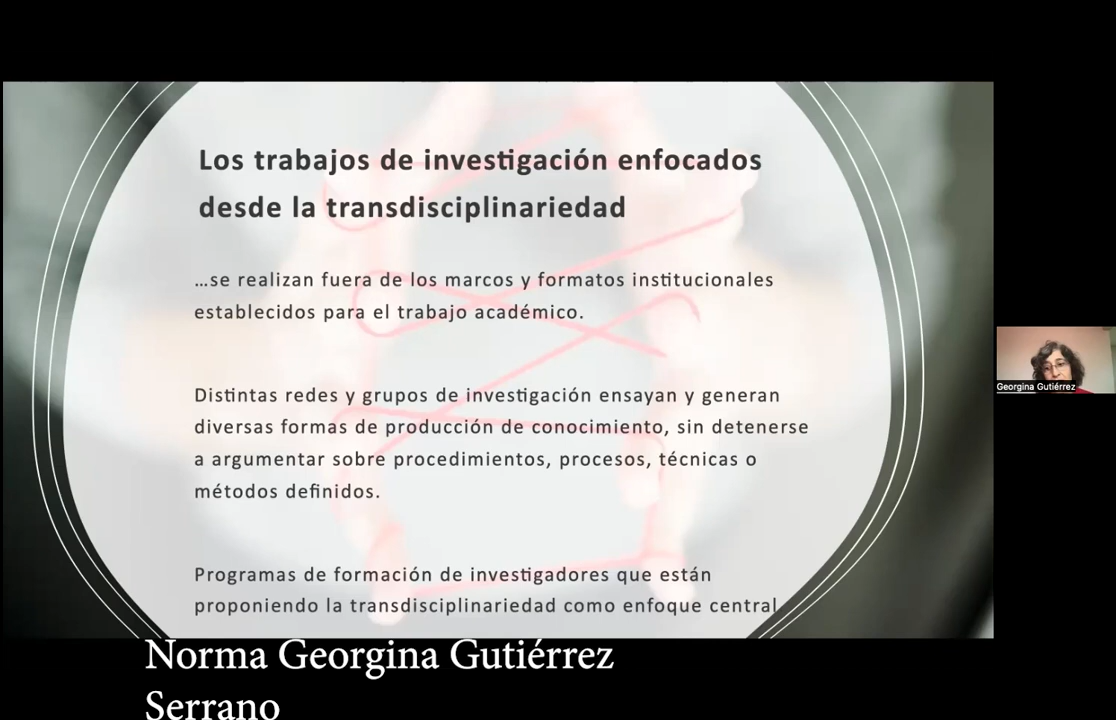 Los trabajos de investigación enfocados
desde la transdisciplinariedad
…se realizan fuera de los marcos y formatos institucionales
establecidos para el trabajo académico.
Distintas redes y grupos de investigación ensayan y generan
diversas formas de producción de conocimiento, sin detenerse
a argumentar sobre procedimientos, procesos, técnicas o
métodos definidos.
Programas de formación de investigadores que están
proponiendo la transdisciplinariedad como enfoque central
Georgina Gutiérrez
Norma Georgina Gutiérrez
Serrano